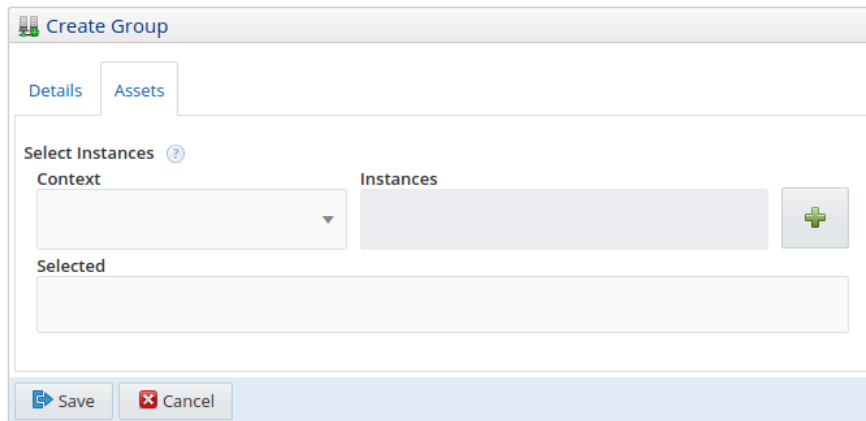 Create Group
Details Assets
Select Instances ?
Context Instances
Selected
Save Cancel